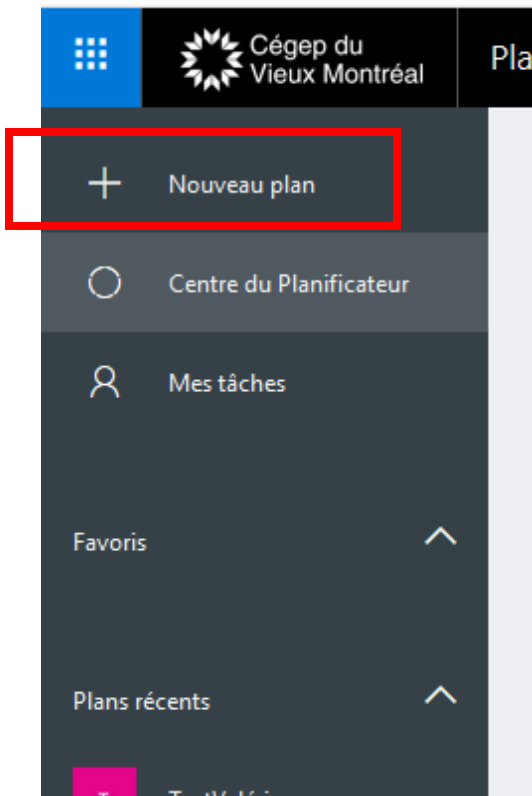 Cégep du
Vieux Montréal
Pla
Nouveau plan
Centre du Planificateur
Mes tâches
Favoris
Plans récents